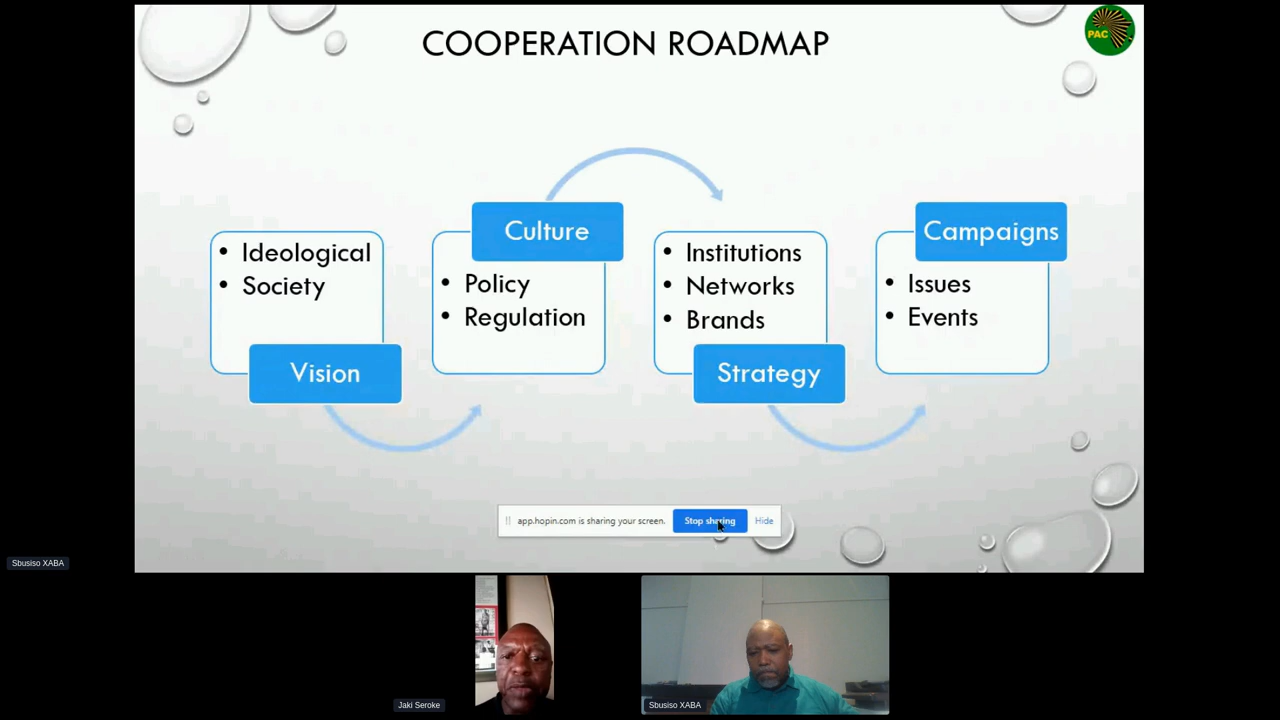 COOPERATION ROADMAP
PAC
• Ideological
• Society
Vision
Culture
• Policy
• Regulation
• Institutions
• Networks
• Brands
Strategy
Campaigns
• Issues
• Events
app.hopin.com is sharing your screen.
Stop sharing
Hide
Sbusiso XABA
Jaki Seroke
Sbusiso XABA